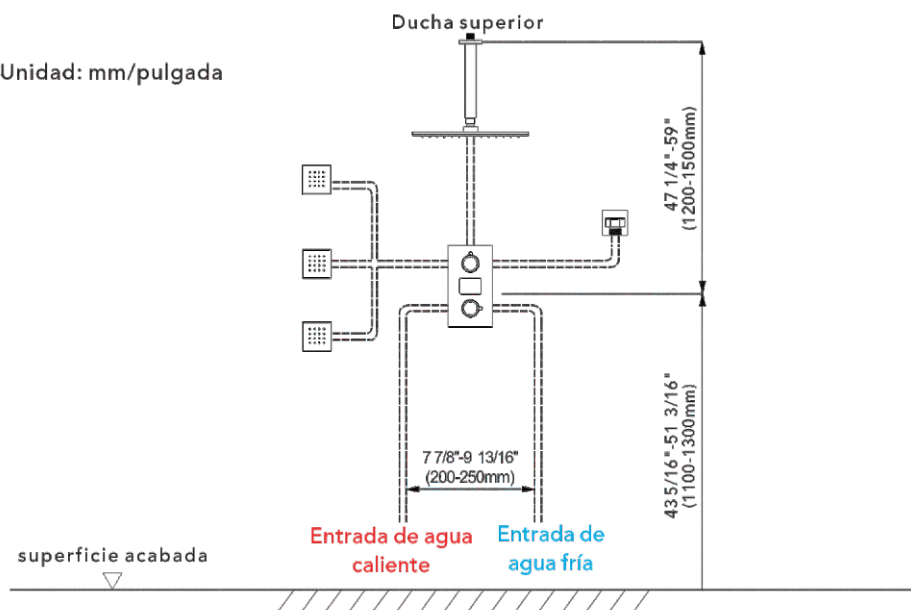 Ducha superior
Unidad: mm/pulgada
47 1/4"-59"
(1200-1500mm)
43 5/16"-51 3/16"
(1100-1300mm)
7 7/8"-9 13/16"
(200-250mm)
Entrada de agua
caliente
Entrada de
agua fría
superficie acabada